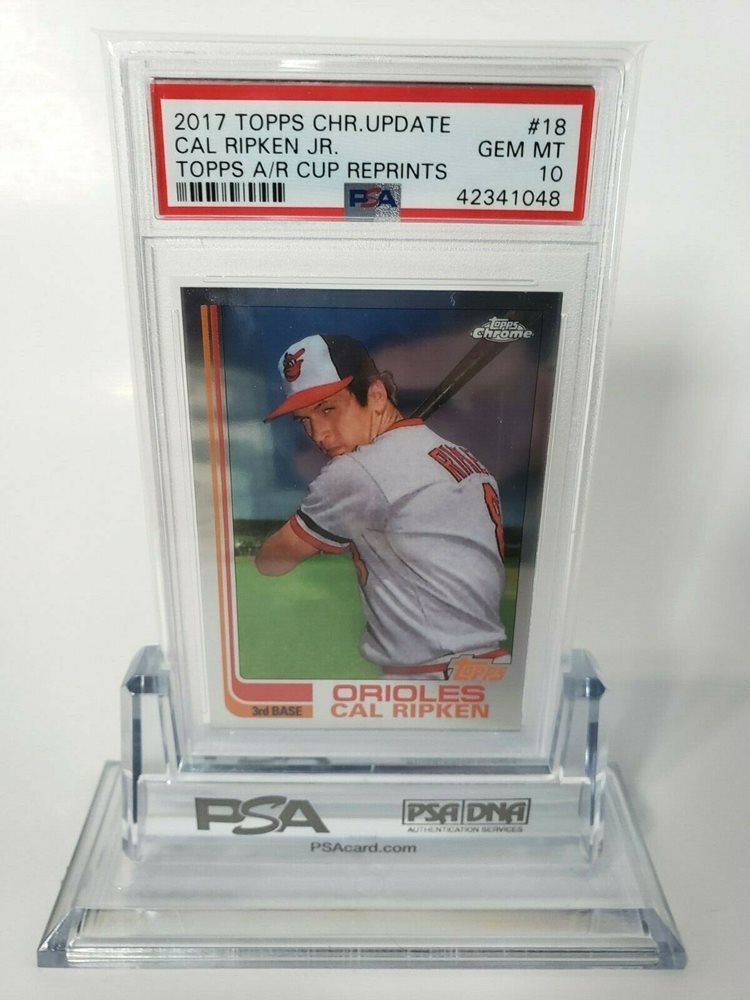 2017 TOPPS CHR.UPDATE #18
CAL RIPKEN JR. GEM MT
TOPPS A/R CUP REPRINTS 10
PSA 42341048
Topps
Chrome
8
Topps
ORIOLES
3rd BASE CAL RIPKEN
PSA PSA DNA
AUTHENTICATION SERVICES
PSAcard.com